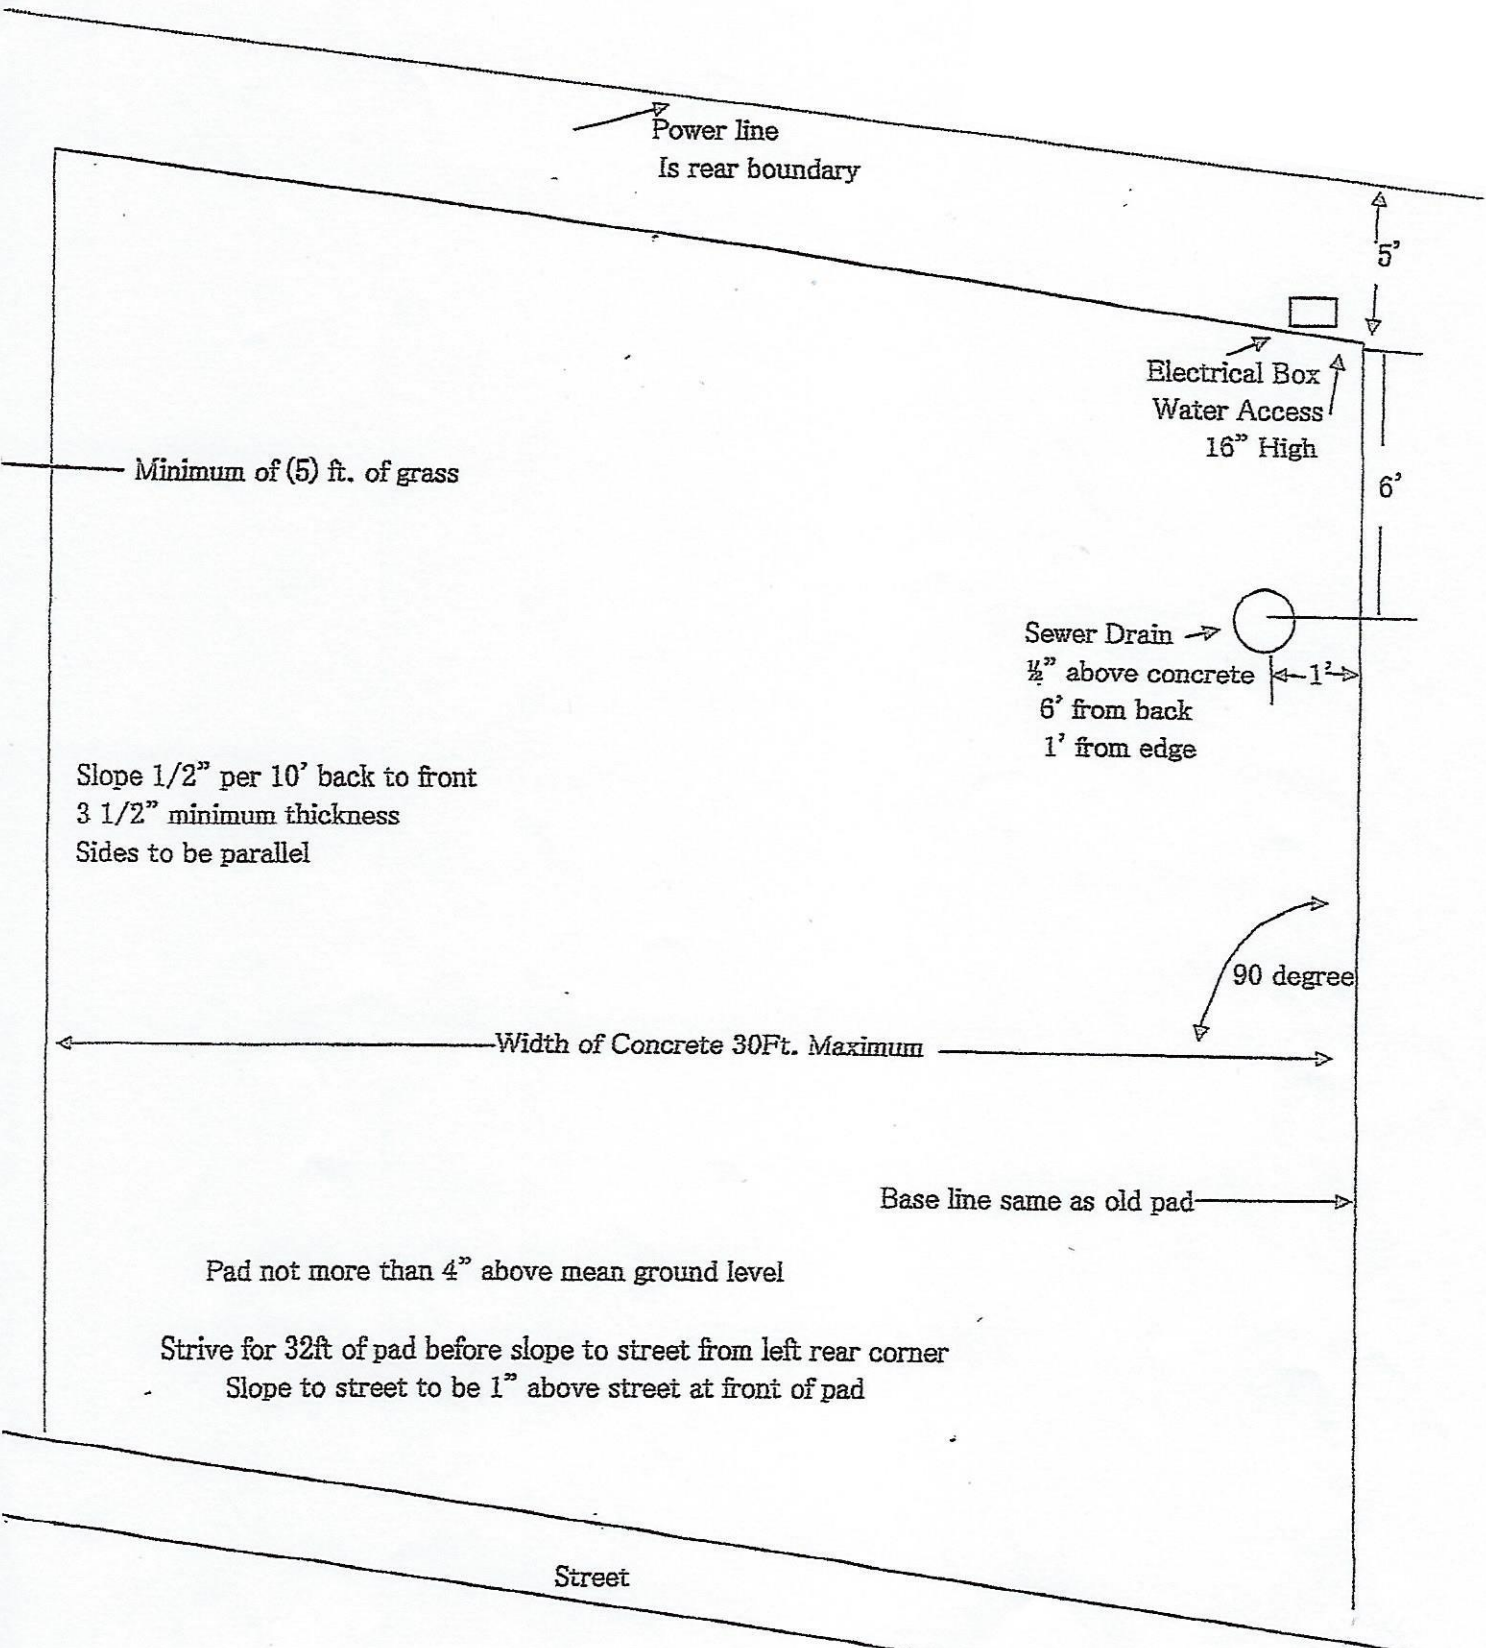 Power line
Is rear boundary
5’
Electrical Box
Water Access
16” High
Minimum of (5) ft. of grass
6’
Sewer Drain
½” above concrete
1’
6’ from back
1’ from edge
Slope 1/2” per 10’ back to front
3 1/2” minimum thickness
Sides to be parallel
90 degree
Width of Concrete 30Ft. Maximum
Base line same as old pad
Pad not more than 4” above mean ground level
Strive for 32ft of pad before slope to street from left rear corner
Slope to street to be 1” above street at front of pad
Street